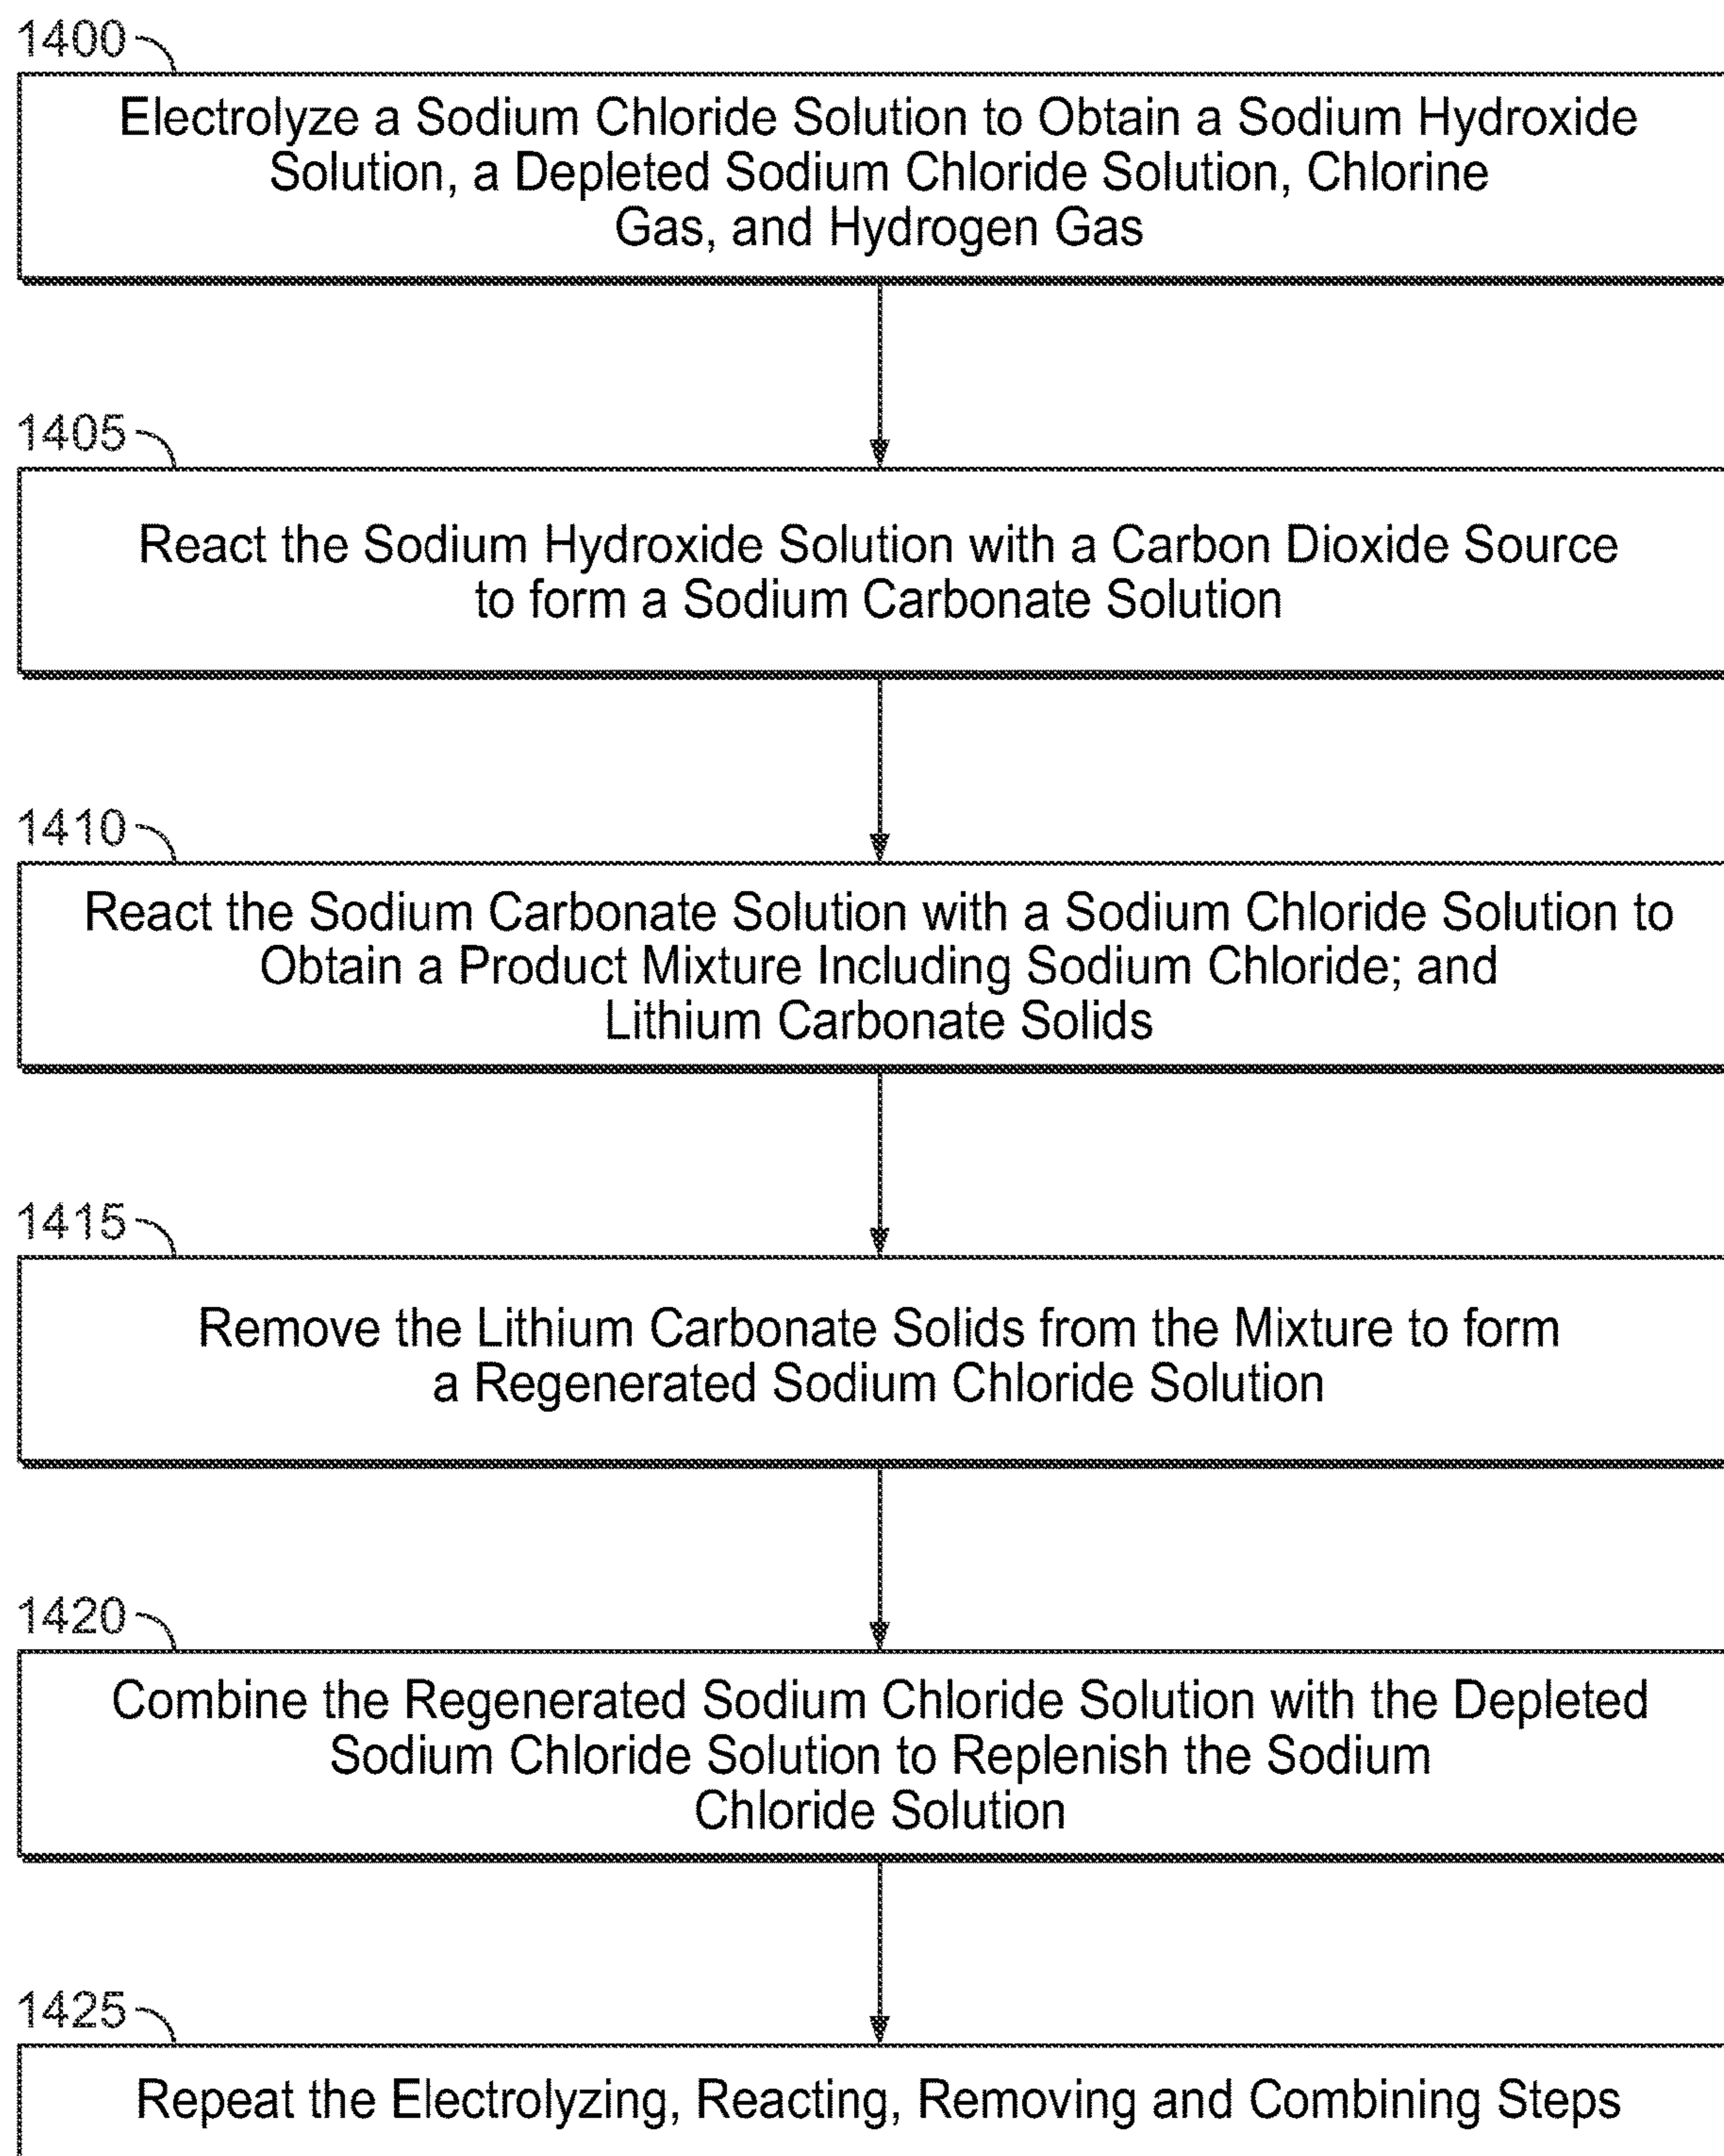 1400
Electrolyze a Sodium Chloride Solution to Obtain a Sodium Hydroxide
Solution, a Depleted Sodium Chloride Solution, Chlorine
Gas, and Hydrogen Gas
1405
React the Sodium Hydroxide Solution with a Carbon Dioxide Source
to form a Sodium Carbonate Solution
1410
React the Sodium Carbonate Solution with a Sodium Chloride Solution to
Obtain a Product Mixture Including Sodium Chloride; and
Lithium Carbonate Solids
1415
Remove the Lithium Carbonate Solids from the Mixture to form
a Regenerated Sodium Chloride Solution
1420
Combine the Regenerated Sodium Chloride Solution with the Depleted
Sodium Chloride Solution to Replenish the Sodium
Chloride Solution
1425
Repeat the Electrolyzing, Reacting, Removing and Combining Steps